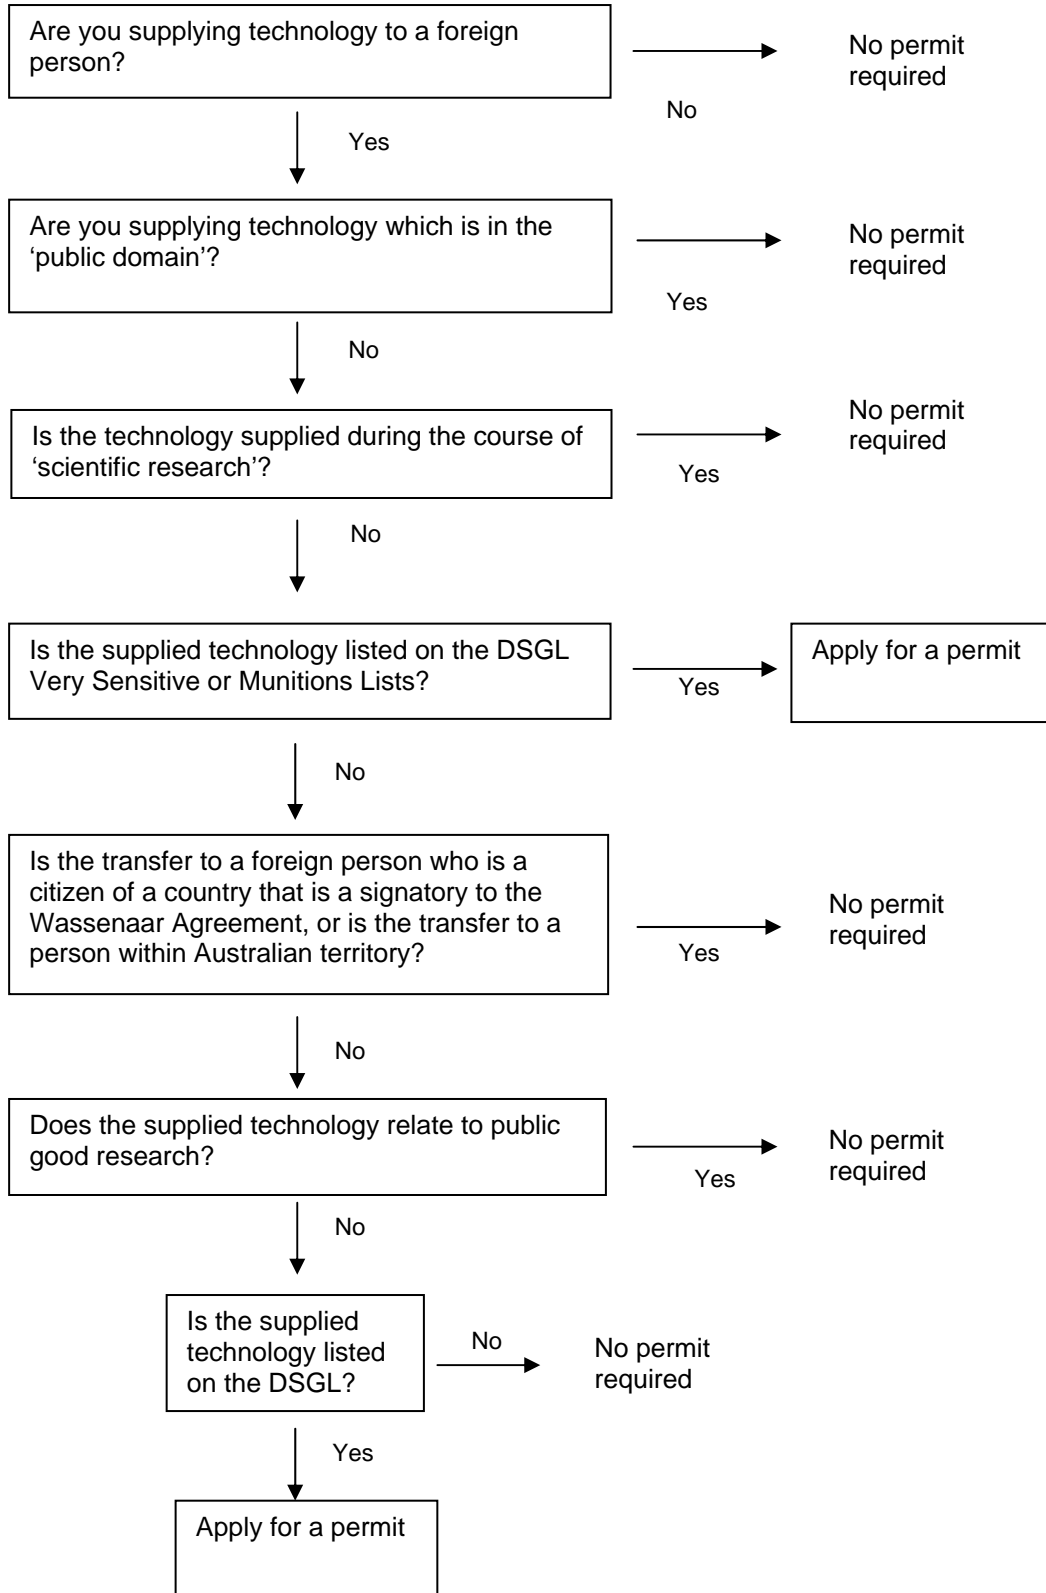 Are you supplying technology to a foreign
person?
No permit
required
No
Yes
Are you supplying technology which is in the
‘public domain’?
No permit
required
Yes
No
Is the technology supplied during the course of
‘scientific research’?
No permit
required
Yes
No
Is the supplied technology listed on the DSGL
Very Sensitive or Munitions Lists?
Yes
Apply for a permit
No
Is the transfer to a foreign person who is a
citizen of a country that is a signatory to the
Wassenaar Agreement, or is the transfer to a
person within Australian territory?
No permit
required
Yes
No
Does the supplied technology relate to public
good research?
No permit
required
Yes
No
Is the supplied
technology listed
on the DSGL?
No
No permit
required
Yes
Apply for a permit